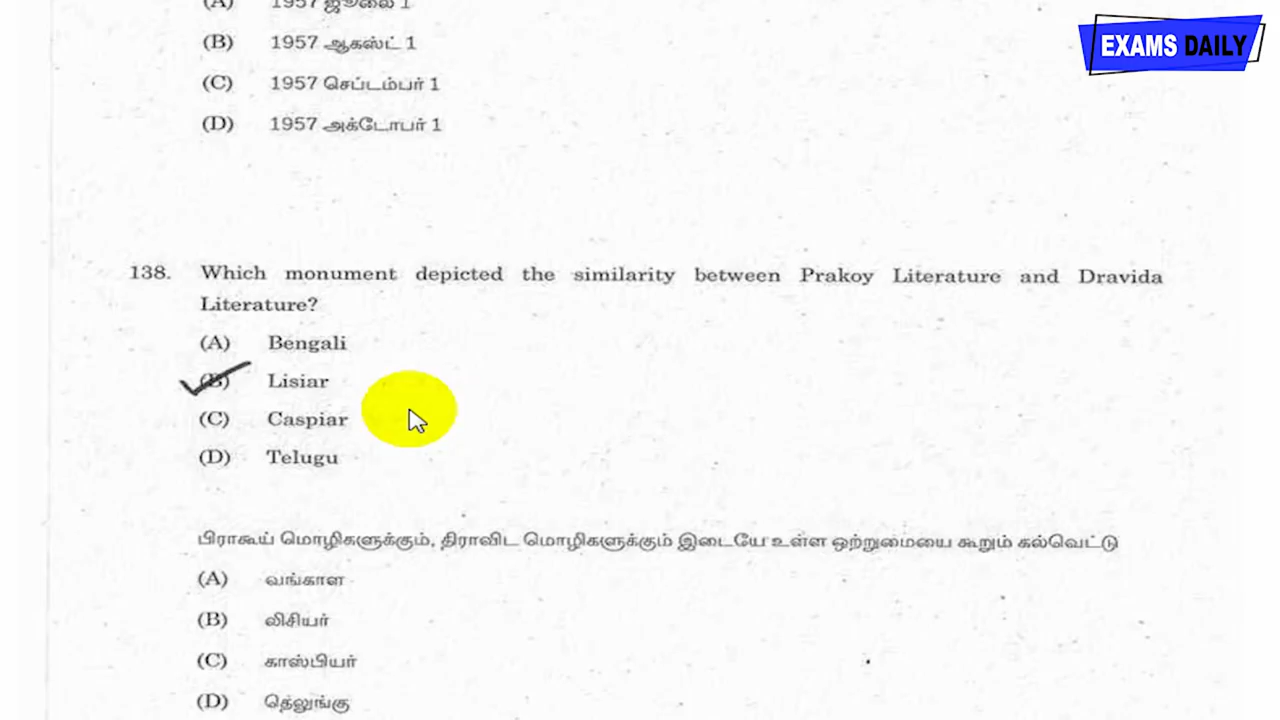 (A) 1957 ஜூலை 1
EXAMS DAILY
(B) 1957 ஆகஸ்ட் 1
(C) 1957 செப்டம்பர் 1
(D) 1957 அக்டோபர் 1
138. Which monument depicted the similarity between Prakoy Literature and Dravida
Literature?
(A) Bengali
(B) Lisiar
(C) Caspiar
(D) Telugu
பிராகூய் மொழிகளுக்கும், திராவிட மொழிகளுக்கும் இடையே உள்ள ஒற்றுமையை கூறும் கல்வெட்டு
(A) வங்காள
(B) லிசியர்
(C) காஸ்பியர்
(D) தெலுங்கு